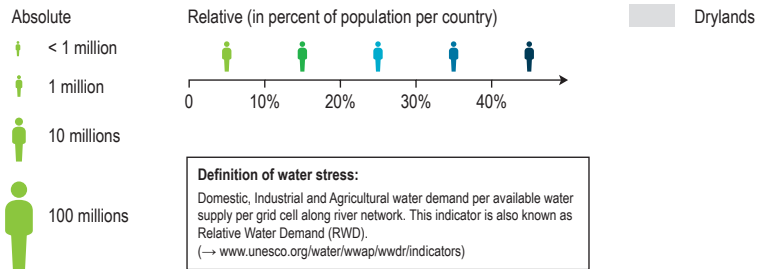 Absolute
< 1 million
1 million
10 millions
100 millions
Relative (in percent of population per country)
0 10% 20% 30% 40%
Drylands
Definition of water stress:
Domestic, Industrial and Agricultural water demand per available water
supply per grid cell along river network. This indicator is also known as
Relative Water Demand (RWD).
(→ www.unesco.org/water/wwap/wwdr/indicators)